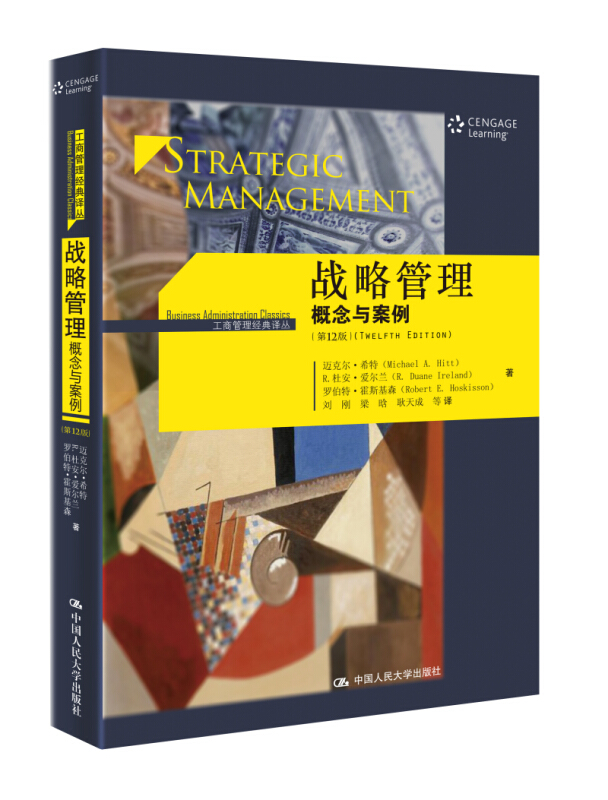 CENGAGE
Learning®
工商管理经典译丛
Business Administration Classics
战略管理
概念与案例
(第12版)
迈克尔·希特
R.杜安·爱尔兰
罗伯特·霍斯基森
著
中国人民大学出版社
CENGAGE
Learning®
STRATEGIC
MANAGEMENT
战略管理
概念与案例
(第12版)(TWELFTH EDITION)
Business Administration Classics
工商管理经典译丛
迈克尔·希特(Michael A. Hitt)
R.杜安·爱尔兰(R. Duane Ireland)
罗伯特·霍斯基森(Robert E. Hoskisson)
著
刘 刚 梁 晗 耿天成 等译
中国人民大学出版社